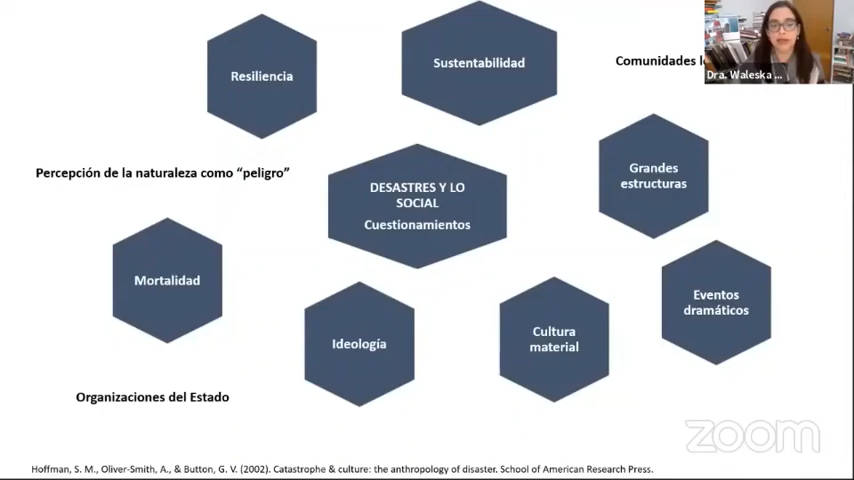 Resiliencia
Sustentabilidad
Comunidades
Dra. Waleska ...
Percepción de la naturaleza como “peligro”
Grandes
estructuras
DESASTRES Y LO
SOCIAL
Cuestionamientos
Mortalidad
Eventos
dramáticos
Ideología
Cultura
material
Organizaciones del Estado
zoom
Hoffman, S. M., Oliver-Smith, A., & Button, G. V. (2002). Catastrophe & culture: the anthropology of disaster. School of American Research Press.